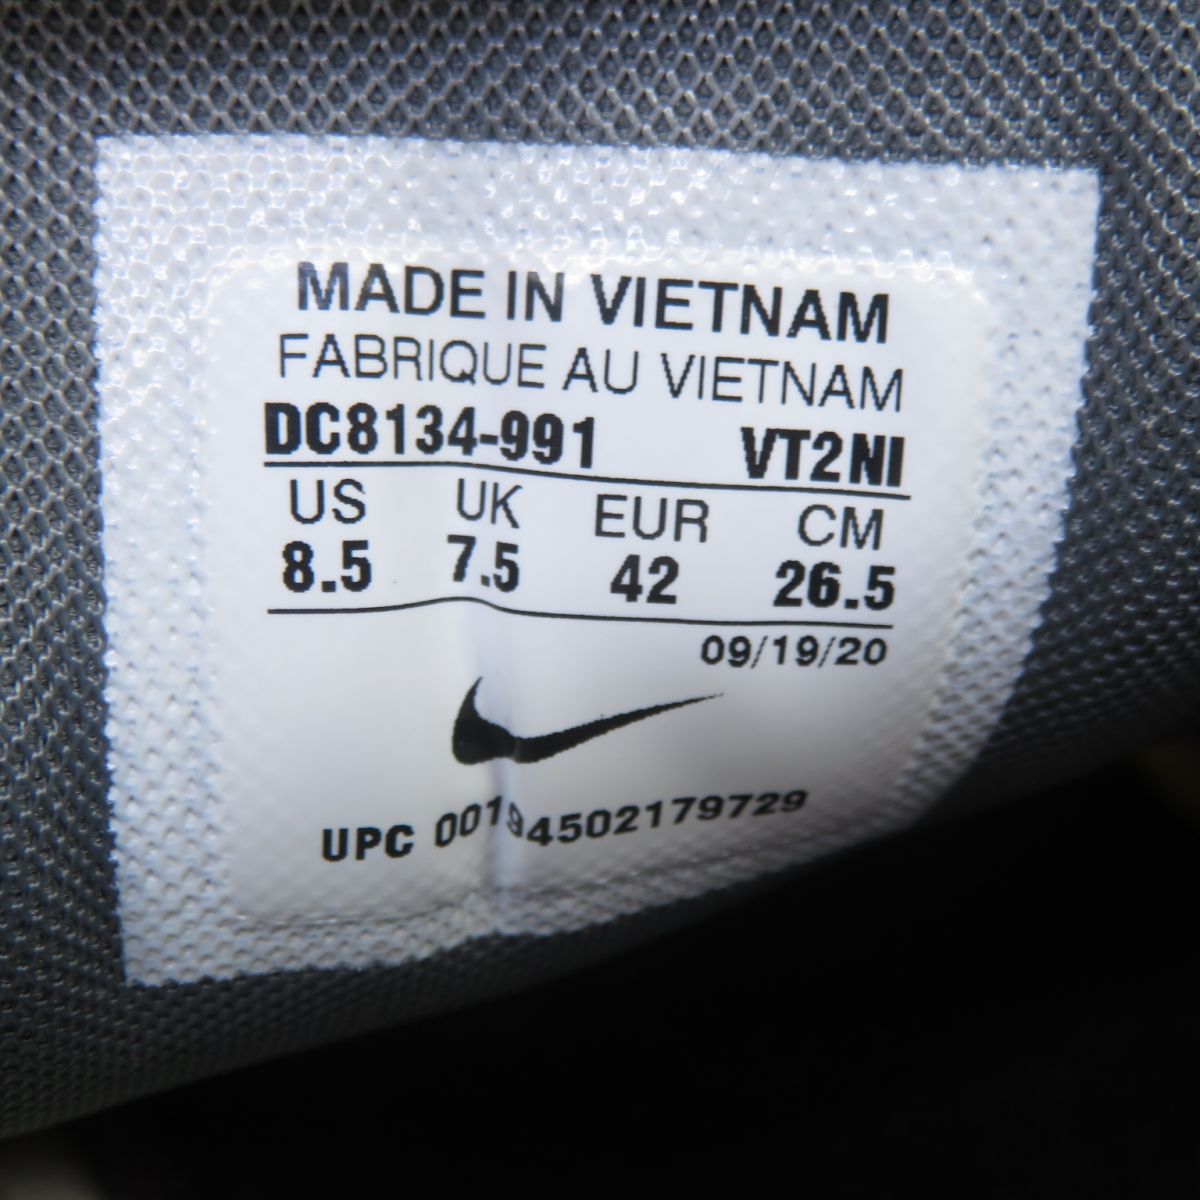 MADE IN VIETNAM
FABRIQUE AU VIETNAM
DC8134-991 VT2NI
US UK EUR CM
8.5 7.5 42 26.5
09/19/20
UPC 00194502179729